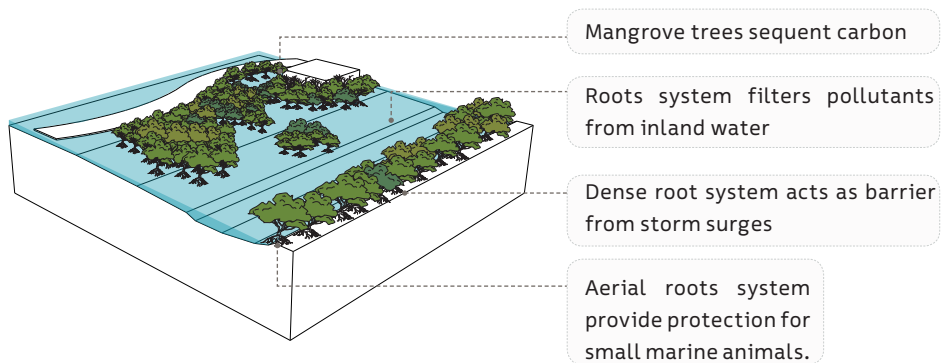 Mangrove trees sequent carbon
Roots system filters pollutants
from inland water
Dense root system acts as barrier
from storm surges
Aerial roots system
provide protection for
small marine animals.